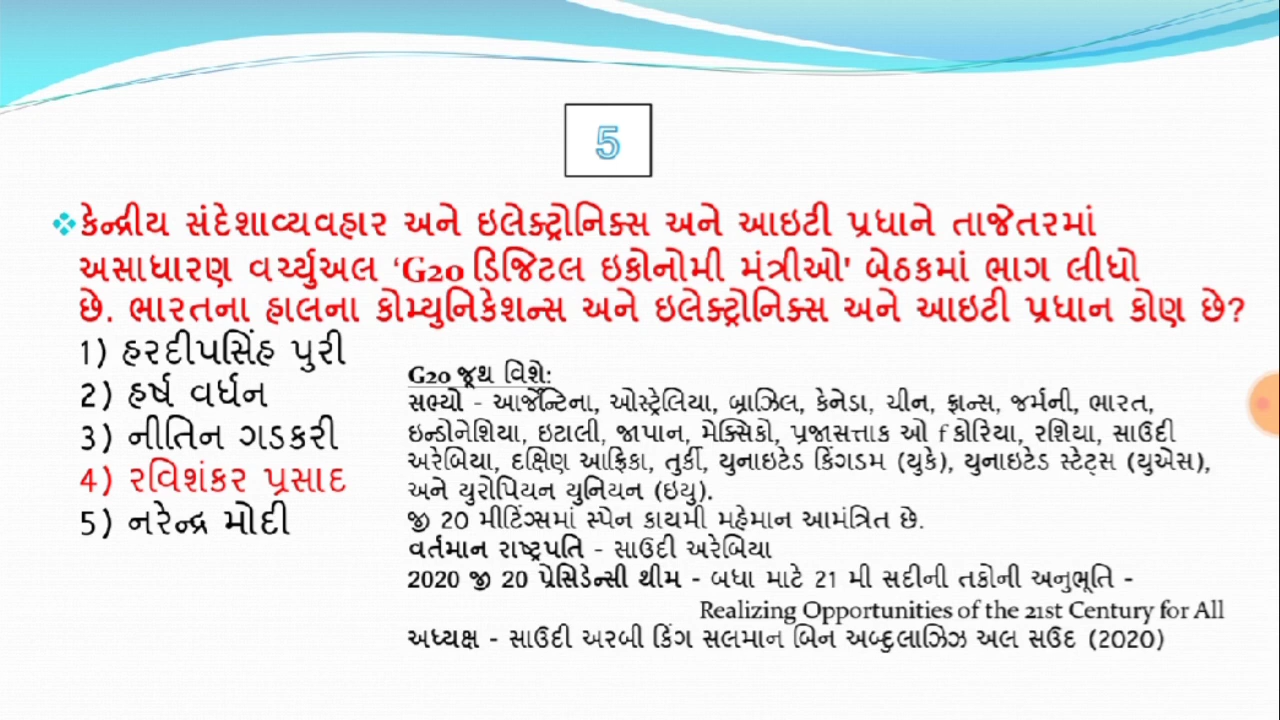 5
કેન્દ્રીય સંદેશાવ્યવહાર અને ઇલેક્ટ્રોનિક્સ અને આઇટી પ્રધાને તાજેતરમાં
અસાધારણ વર્ચ્યુઅલ ‘G20 ડિજિટલ ઇકોનોમી મંત્રીઓ' બેઠકમાં ભાગ લીધો
છે. ભારતના હાલના કોમ્યુનિકેશન્સ અને ઇલેક્ટ્રોનિક્સ અને આઇટી પ્રધાન કોણ છે?
1) હરદીપસિંહ પુરી
2) હર્ષ વર્ધન
3) નીતિન ગડકરી
4) રવિશંકર પ્રસાદ
5) નરેન્દ્ર મોદી
G20 જૂથ વિશે:
સભ્યો - આર્જેન્ટિના, ઓસ્ટ્રેલિયા, બ્રાઝિલ, કેનેડા, ચીન, ફ્રાન્સ, જર્મની, ભારત,
ઇન્ડોનેશિયા, ઇટાલી, જાપાન, મેક્સિકો, પ્રજાસત્તાક ઓ f કોરિયા, રશિયા, સાઉદી
અરેબિયા, દક્ષિણ આફ્રિકા, તુર્કી, યુનાઇટેડ કિંગડમ (યુકે), યુનાઇટેડ સ્ટેટ્સ (યુએસ),
અને યુરોપિયન યુનિયન (ઇયુ).
જી 20 મીટિંગ્સમાં સ્પેન કાયમી મહેમાન આમંત્રિત છે.
વર્તમાન રાષ્ટ્રપતિ - સાઉદી અરેબિયા
2020 જી 20 પ્રેસિડેન્સી થીમ - બધા માટે 21 મી સદીની તકોની અનુભૂતિ -
Realizing Opportunities of the 21st Century for All
અધ્યક્ષ - સાઉદી અરબી કિંગ સલમાન બિન અબ્દુલાઝિઝ અલ સઉદ (2020)